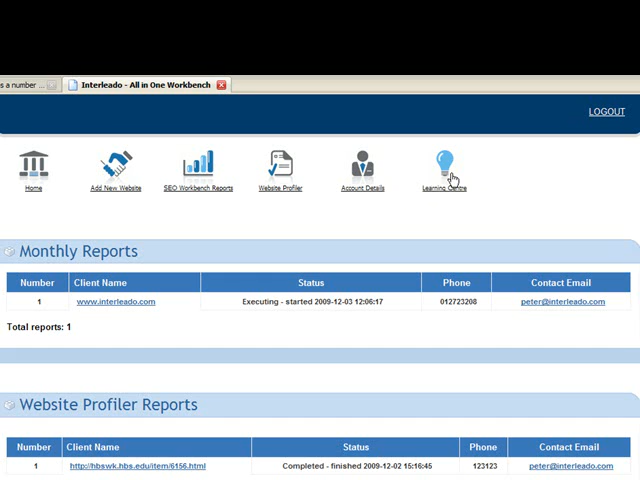 s a number ...
Interleado - All in One Workbench
LOGOUT
Home
Add New Website
SEO Workbench Reports
Website Profiler
Account Details
Learning Centre
Monthly Reports
Number Client Name Status Phone Contact Email
1 www.interleado.com Executing - started 2009-12-03 12:06:17 012723208 peter@interleado.com
Total reports: 1
Website Profiler Reports
Number Client Name Status Phone Contact Email
1 http://hbswk.hbs.edu/item/6156.html Completed - finished 2009-12-02 15:16:45 123123 peter@interleado.com